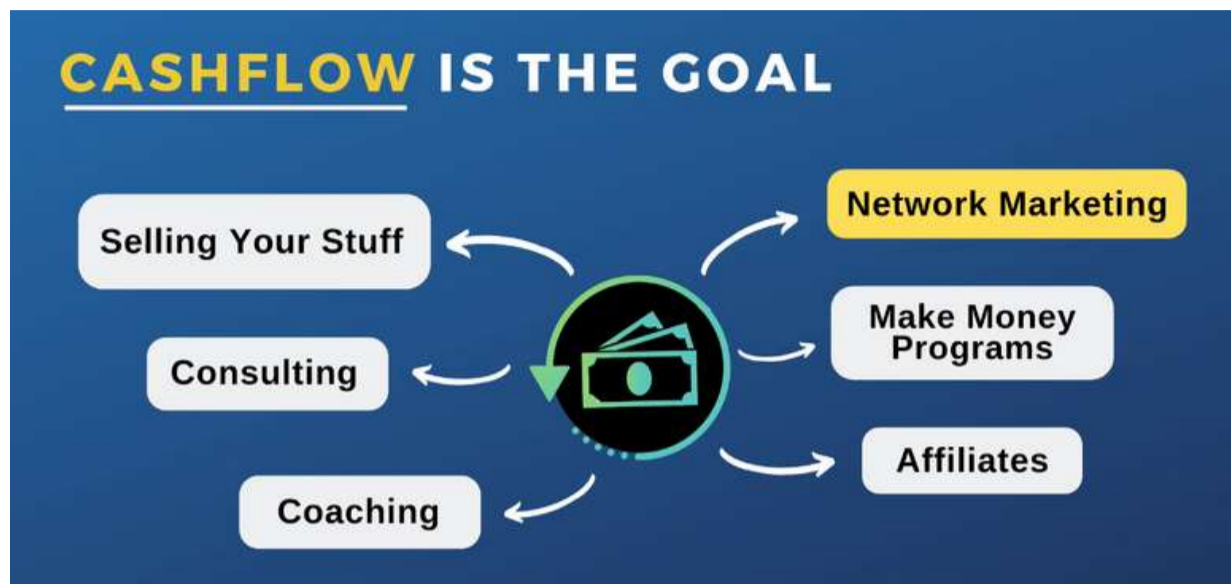 CASHFLOW IS THE GOAL
Selling Your Stuff
Consulting
Coaching
Network Marketing
Make Money
Programs
Affiliates